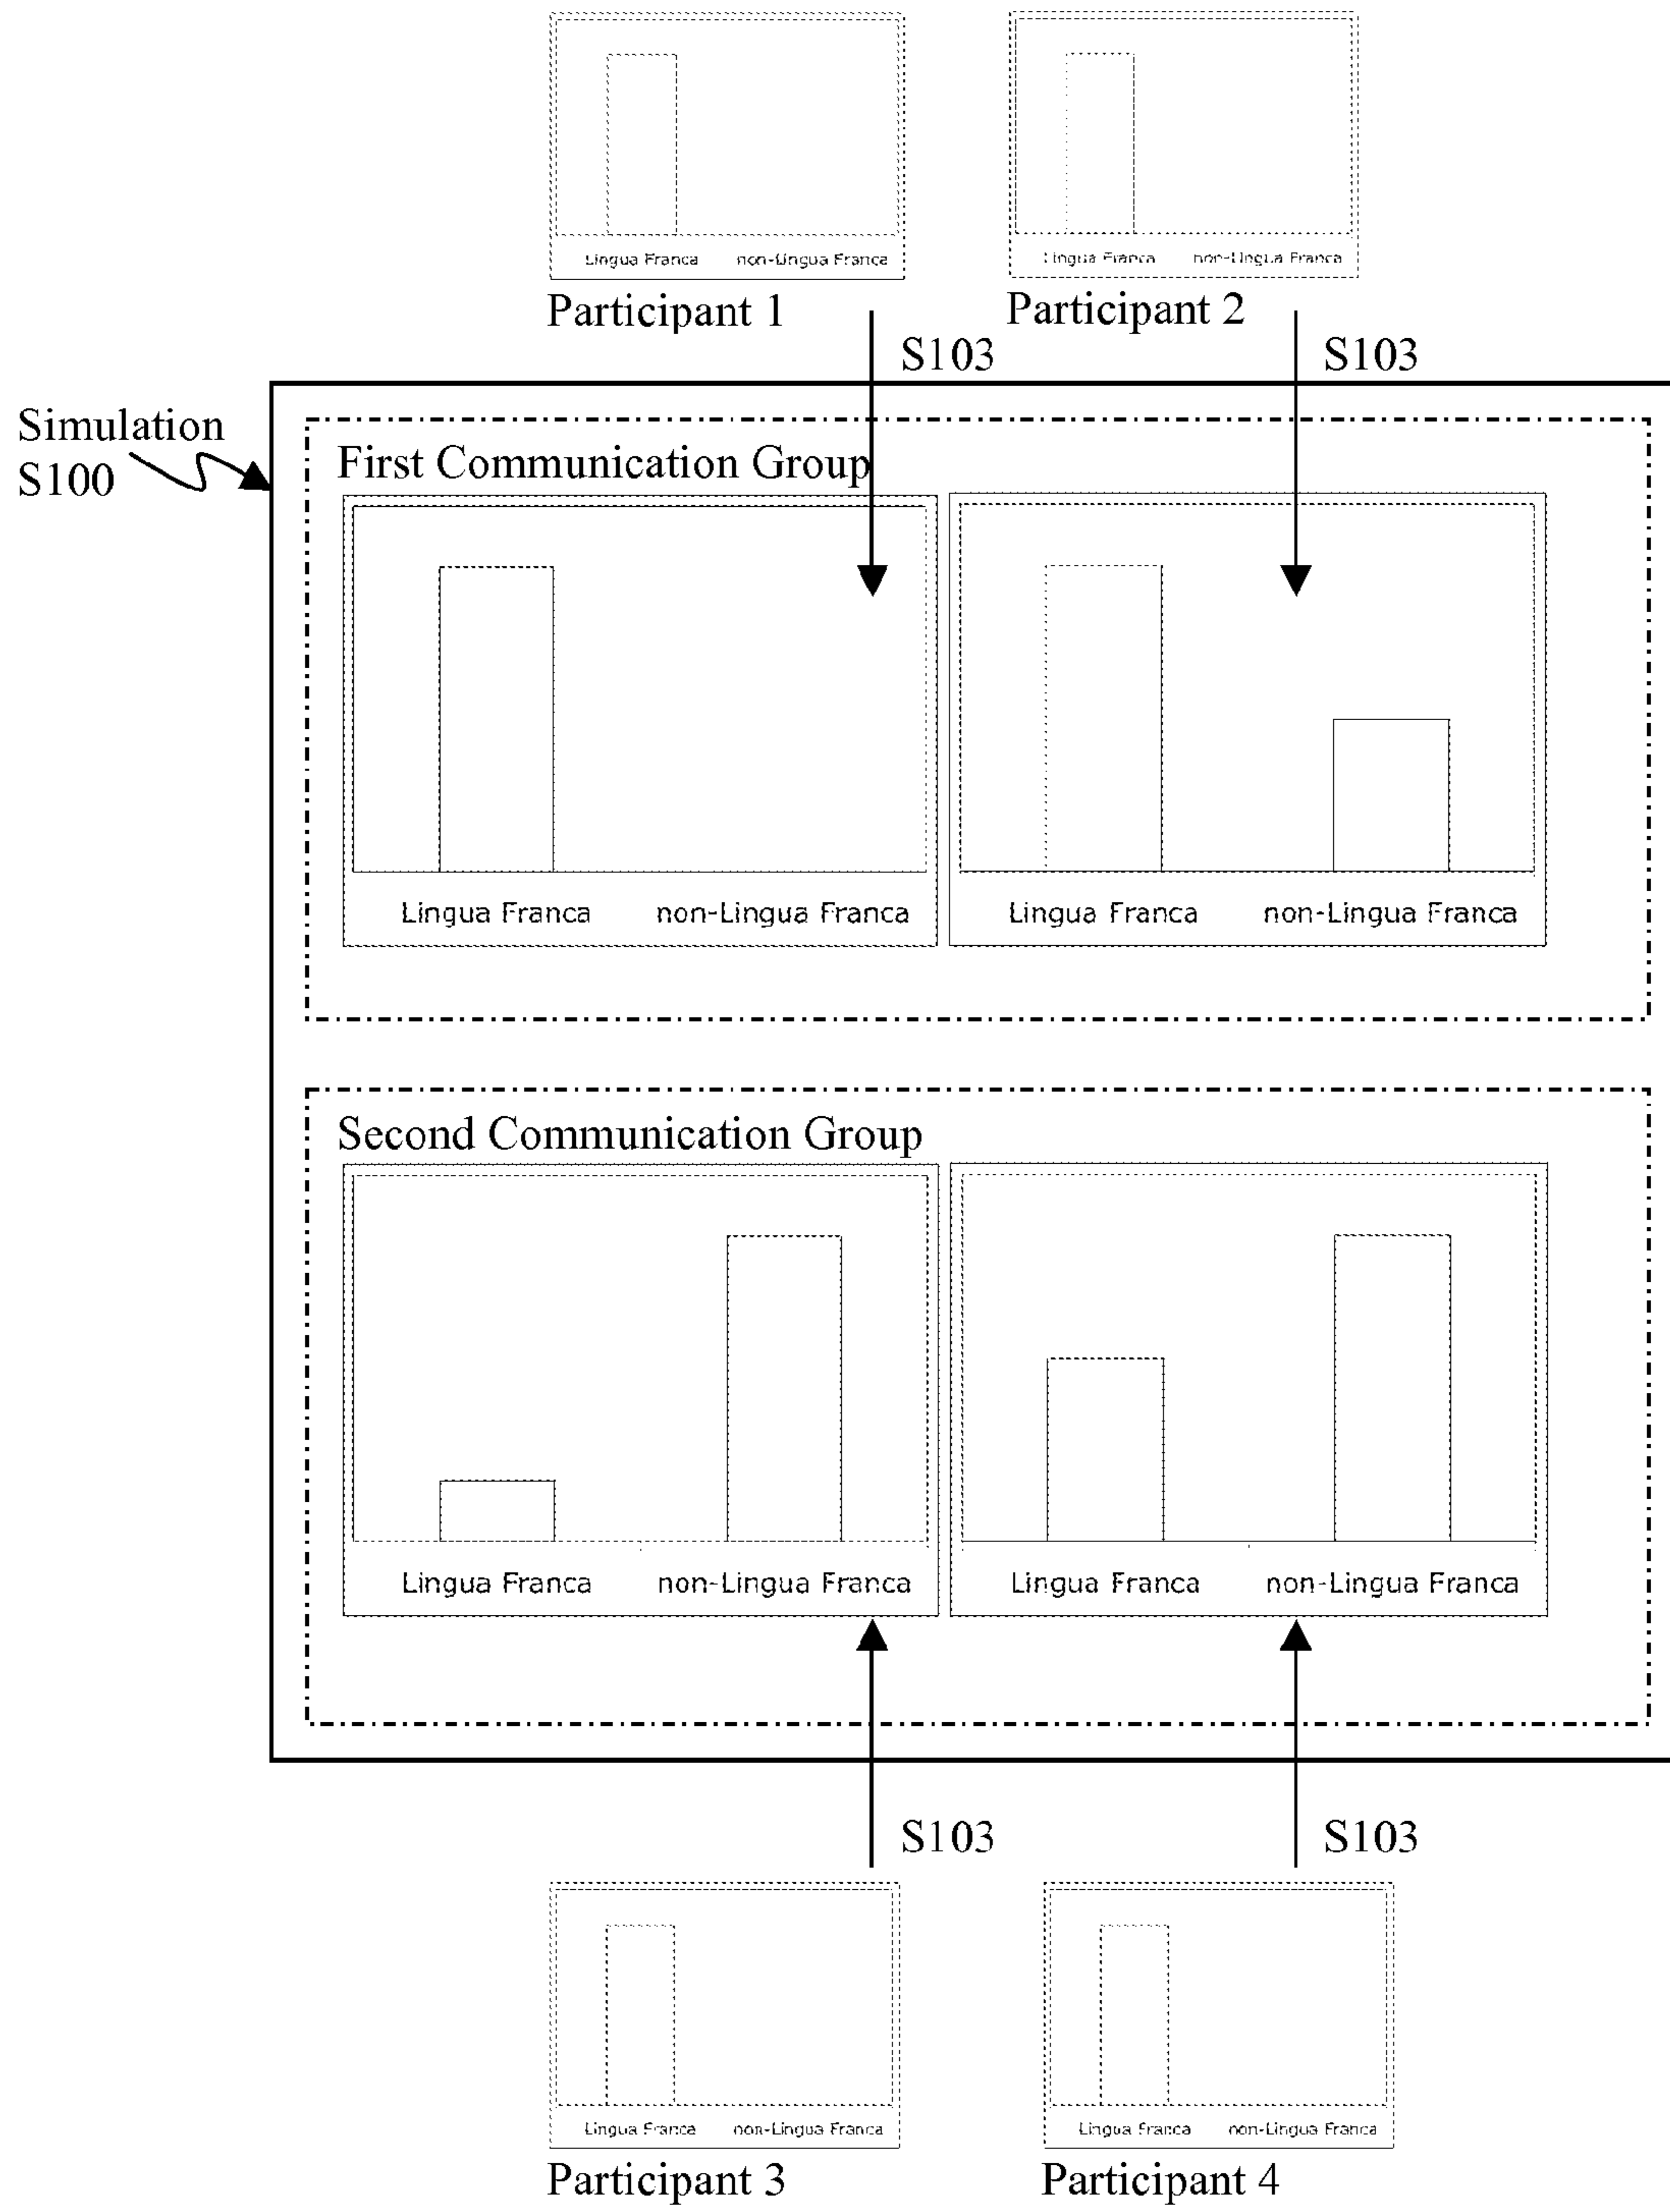 Lingua Franca non-Lingua Franca
Lingua Franca non-Lingua Franca
Participant 1
Participant 2
S103
S103
Simulation
S100
First Communication Group
Lingua Franca non-Lingua Franca
Lingua Franca non-Lingua Franca
Second Communication Group
Lingua Franca non-Lingua Franca
Lingua Franca non-Lingua Franca
S103
S103
Lingua Franca non-Lingua Franca
Lingua Franca non-Lingua Franca
Participant 3
Participant 4